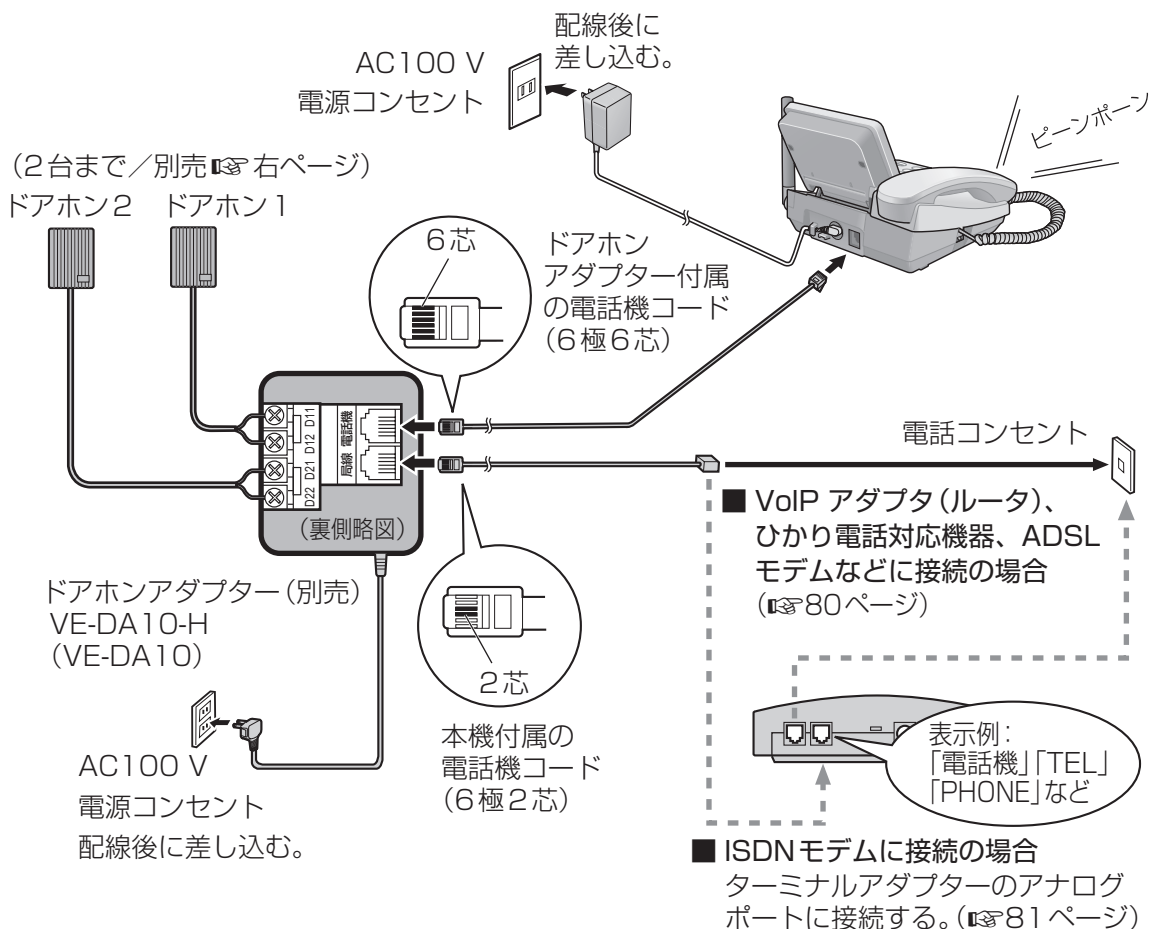 配線後に
差し込む。
AC100 V
電源コンセント
ピーンポーン
(2台まで／別売☞右ページ)
ドアホン2 ドアホン1
6芯
ドアホン
アダプター付属
の電話機コード
(6極6芯)
D11
D12
D21
D22
電話機
局線
(裏側略図)
電話コンセント
■ VoIP アダプタ(ルータ)、
ひかり電話対応機器、ADSL
モデムなどに接続の場合
(☞80ページ)
ドアホンアダプター(別売)
VE-DA10-H
(VE-DA10)
2芯
本機付属の
電話機コード
(6極2芯)
AC100 V
電源コンセント
配線後に差し込む。
表示例:
「電話機」「TEL」
「PHONE」など
■ ISDNモデムに接続の場合
ターミナルアダプターのアナログ
ポートに接続する。(☞81ページ)